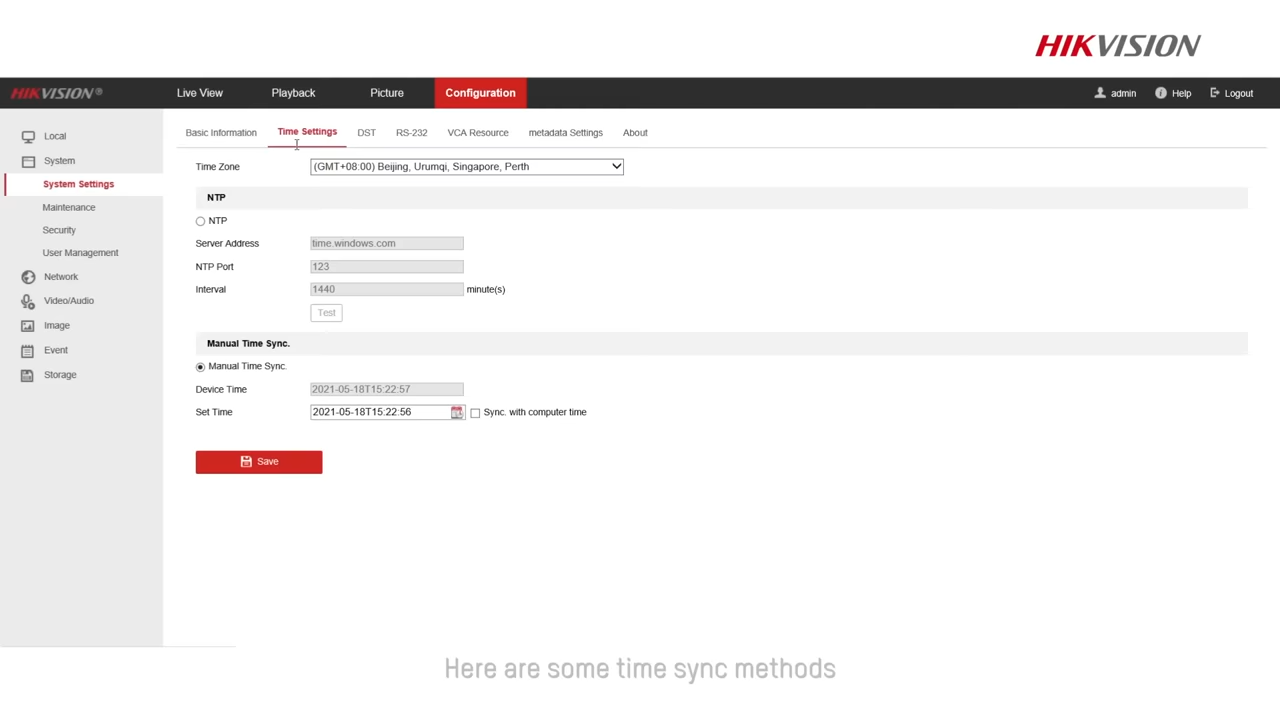 HIKVISION
HIKVISION®
Live View
Playback
Picture
Configuration
admin
Help
Logout
Local
System
System Settings
Maintenance
Security
User Management
Network
Video/Audio
Image
Event
Storage
Basic Information
Time Settings
DST
RS-232
VCA Resource
metadata Settings
About
Time Zone
(GMT+08:00) Beijing, Urumqi, Singapore, Perth
NTP
NTP
Server Address
time.windows.com
NTP Port
123
Interval
1440
minute(s)
Test
Manual Time Sync.
Manual Time Sync.
Device Time
2021-05-18T15:22:57
Set Time
2021-05-18T15:22:56
Sync. with computer time
Save
Here are some time sync methods